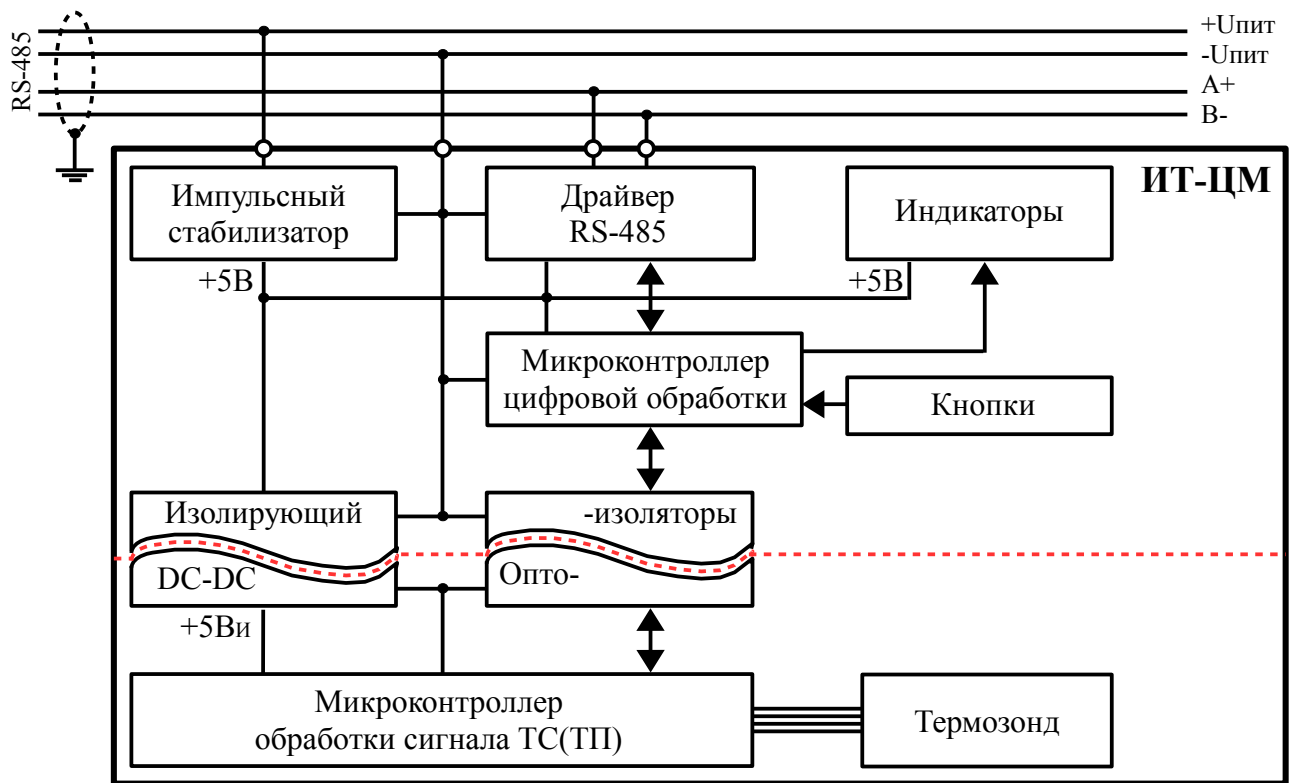 RS-485
+Uпит
-Uпит
A+
B-
ИТ-ЦМ
Импульсный
стабилизатор
Драйвер
RS-485
Индикаторы
+5В
+5В
Микроконтроллер
цифровой обработки
Кнопки
Изолирующий
DC-DC
-изоляторы
Опто-
+5Ви
Микроконтроллер
обработки сигнала ТС(ТП)
Термозонд